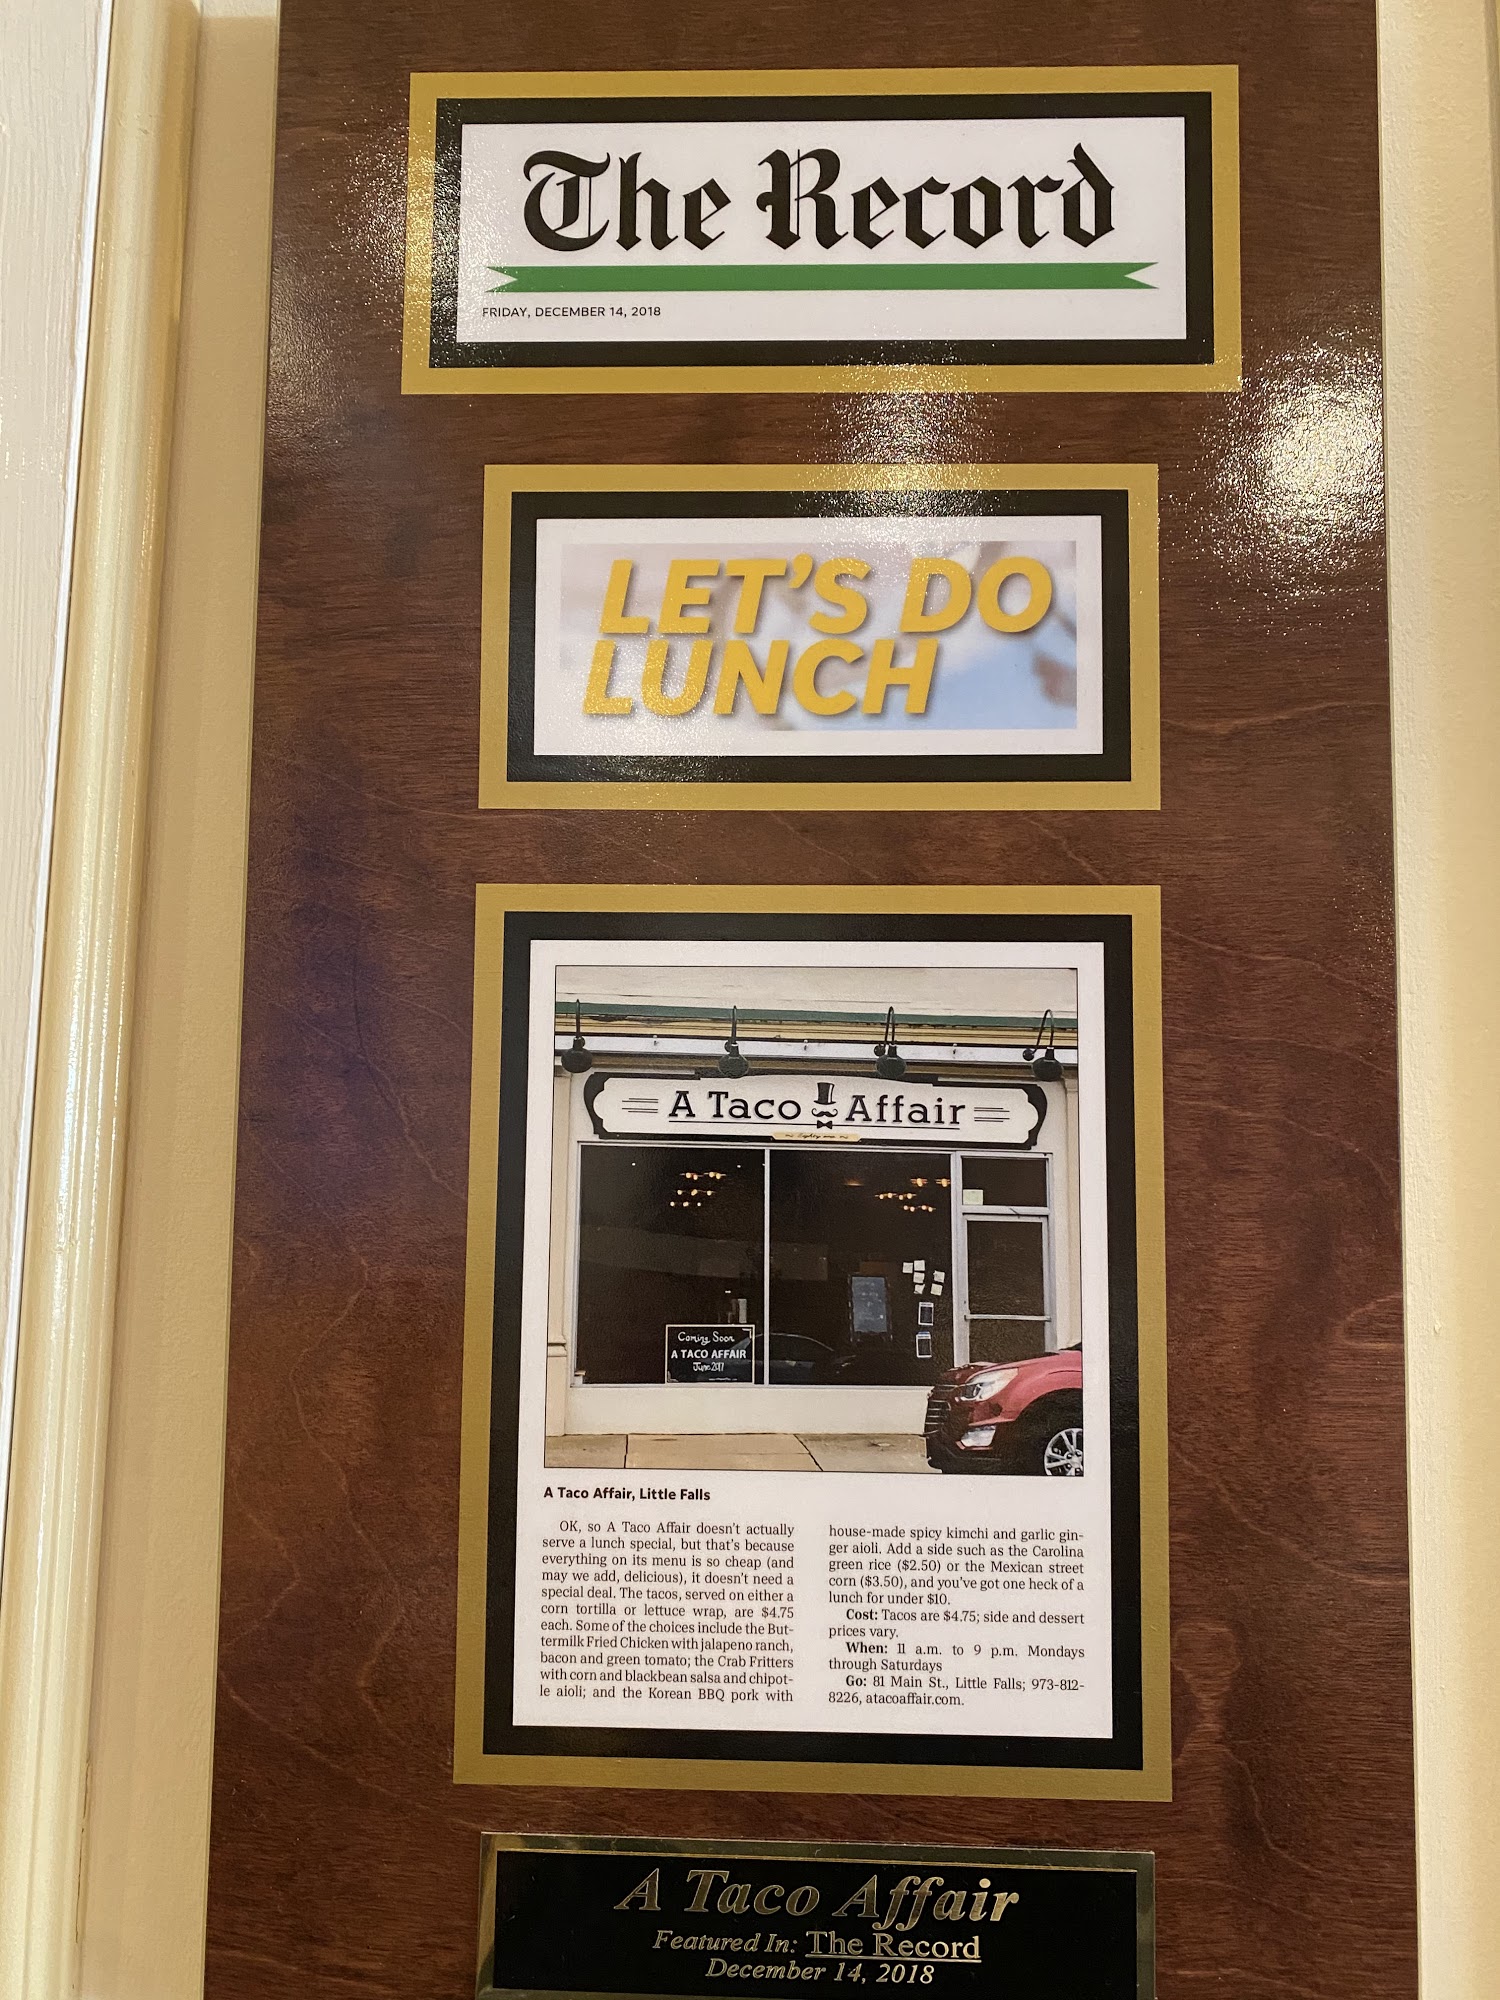 The Record
FRIDAY, DECEMBER 14, 2018
LET'S DO
LUNCH
A Taco Affair
Coming Soon
A TACO AFFAIR
June 2017
A Taco Affair, Little Falls
OK, so A Taco Affair doesn't actually
serve a lunch special, but that's because
everything on its menu is so cheap (and
may we add, delicious), it doesn't need a
special deal. The tacos, served on either a
corn tortilla or lettuce wrap, are $4.75
each. Some of the choices include the But-
termilk Fried Chicken with jalapeno ranch,
bacon and green tomato; the Crab Fritters
with corn and blackbean salsa and chipot-
le aioli; and the Korean BBQ pork with
house-made spicy kimchi and garlic gin-
ger aioli. Add a side such as the Carolina
green rice ($2.50) or the Mexican street
corn ($3.50), and you've got one heck of a
lunch for under $10.
Cost: Tacos are $4.75; side and dessert
prices vary.
When: 11 a.m. to 9 p.m. Mondays
through Saturdays
Go: 81 Main St., Little Falls; 973-812-
8226, atacoaffair.com.
A Taco Affair
Featured In: The Record
December 14, 2018